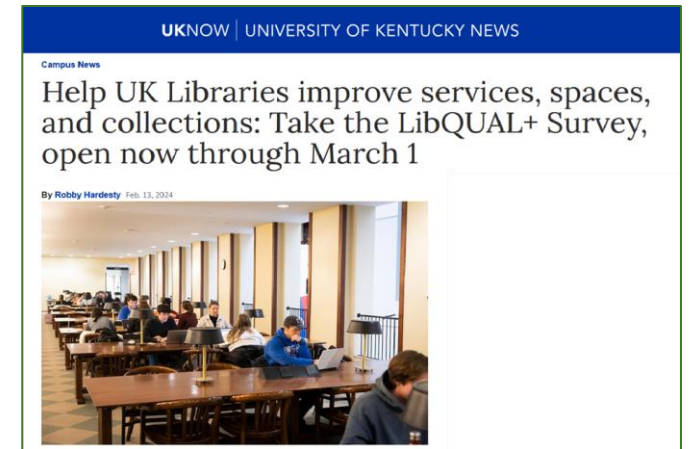 UKNOW | UNIVERSITY OF KENTUCKY NEWS
Campus News
Help UK Libraries improve services, spaces,
and collections: Take the LibQUAL+ Survey,
open now through March 1
By Robby Hardesty Feb. 13, 2024